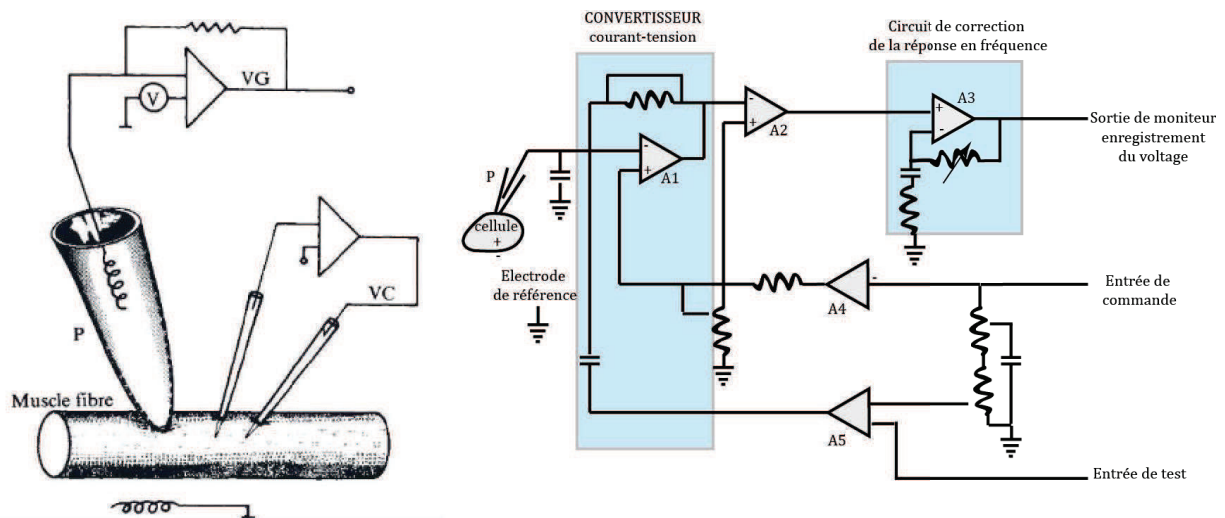 VG
V
P
VC
Muscle fibre
CONVERTISSEUR
courant-tension
Circuit de correction
de la réponse en fréquence
-
+
A2
+
-
A3
Sortie de moniteur
enregistrement
du voltage
P
-
+
A1
cellule
+
-
Electrode
de référence
-
A4
Entrée de
commande
A5
Entrée de test